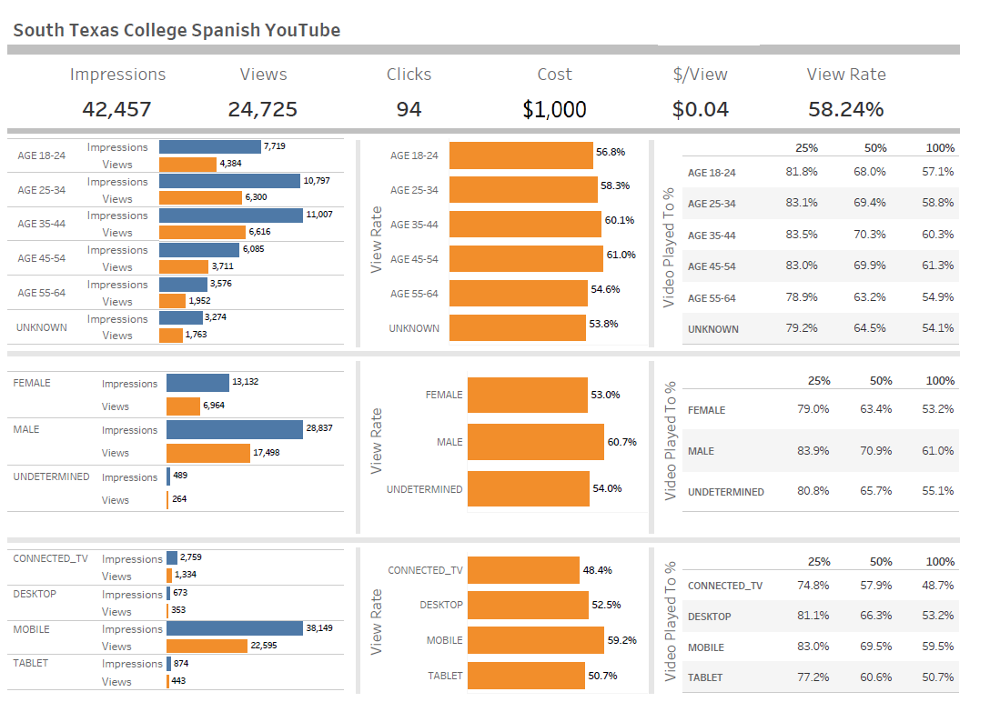 South Texas College Spanish YouTube
Impressions Views Clicks Cost $/View View Rate
42,457 24,725 94 $1,000 $0.04 58.24%
AGE 18-24 Impressions 7,719
Views 4,384
AGE 25-34 Impressions 10,797
Views 6,300
AGE 35-44 Impressions 11,007
Views 6,616
AGE 45-54 Impressions 6,085
Views 3,711
AGE 55-64 Impressions 3,576
Views 1,952
UNKNOWN Impressions 3,274
Views 1,763
View Rate
AGE 18-24 56.8%
AGE 25-34 58.3%
AGE 35-44 60.1%
AGE 45-54 61.0%
AGE 55-64 54.6%
UNKNOWN 53.8%
Video Played To %
25% 50% 100%
AGE 18-24 81.8% 68.0% 57.1%
AGE 25-34 83.1% 69.4% 58.8%
AGE 35-44 83.5% 70.3% 60.3%
AGE 45-54 83.0% 69.9% 61.3%
AGE 55-64 78.9% 63.2% 54.9%
UNKNOWN 79.2% 64.5% 54.1%
FEMALE Impressions 13,132
Views 6,964
MALE Impressions 28,837
Views 17,498
UNDETERMINED Impressions 489
Views 264
View Rate
FEMALE 53.0%
MALE 60.7%
UNDETERMINED 54.0%
Video Played To %
25% 50% 100%
FEMALE 79.0% 63.4% 53.2%
MALE 83.9% 70.9% 61.0%
UNDETERMINED 80.8% 65.7% 55.1%
CONNECTED_TV Impressions 2,759
Views 1,334
DESKTOP Impressions 673
Views 353
MOBILE Impressions 38,149
Views 22,595
TABLET Impressions 874
Views 443
View Rate
CONNECTED_TV 48.4%
DESKTOP 52.5%
MOBILE 59.2%
TABLET 50.7%
Video Played To %
25% 50% 100%
CONNECTED_TV 74.8% 57.9% 48.7%
DESKTOP 81.1% 66.3% 53.2%
MOBILE 83.0% 69.5% 59.5%
TABLET 77.2% 60.6% 50.7%